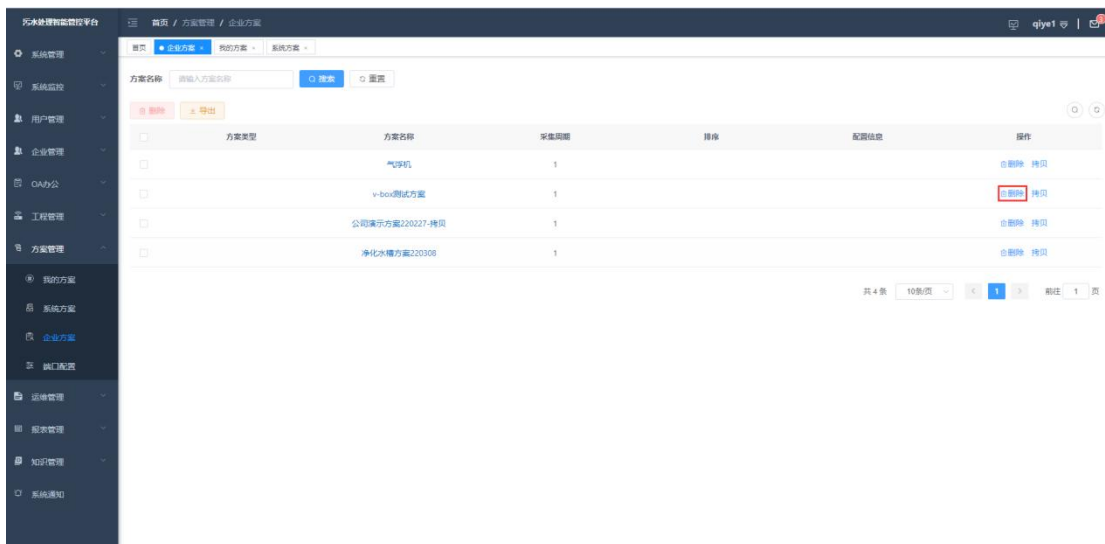 污水处理智能管控平台
首页 / 方案管理 / 企业方案
qiye1
系统管理
系统监控
用户管理
企业管理
OA办公
工程管理
方案管理
我的方案
系统方案
企业方案
端口配置
运维管理
报表管理
知识管理
系统通知
首页 企业方案 × 我的方案 × 系统方案 ×
方案名称 请输入方案名称 搜索 重置
删除 导出
方案类型 方案名称 采集周期 排序 配置信息 操作
气浮机 1 删除 拷贝
v-box测试方案 1 删除 拷贝
公司演示方案220227-拷贝 1 删除 拷贝
净化水槽方案220308 1 删除 拷贝
共 4 条 10条/页 < 1 > 前往 1 页